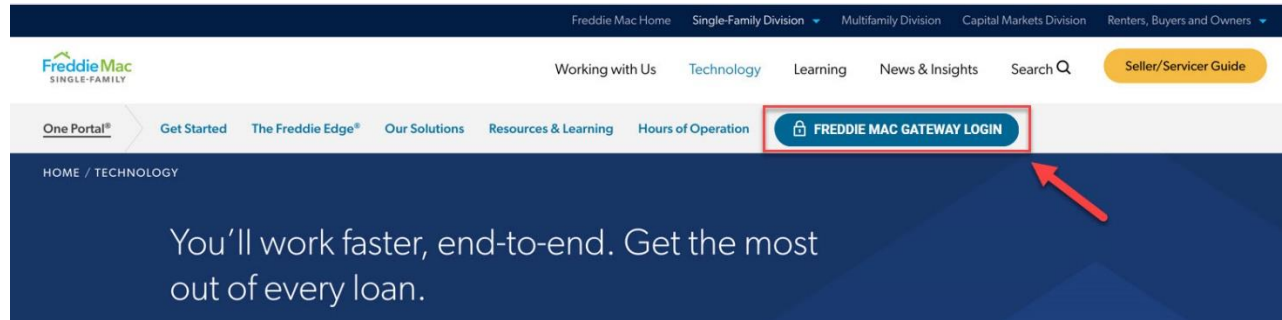 Freddie Mac Home Single-Family Division Multifamily Division Capital Markets Division Renters, Buyers and Owners
Freddie Mac
SINGLE-FAMILY
Working with Us Technology Learning News & Insights Search Seller/Servicer Guide
One Portal® Get Started The Freddie Edge® Our Solutions Resources & Learning Hours of Operation FREDDIE MAC GATEWAY LOGIN
HOME / TECHNOLOGY
You’ll work faster, end-to-end. Get the most
out of every loan.